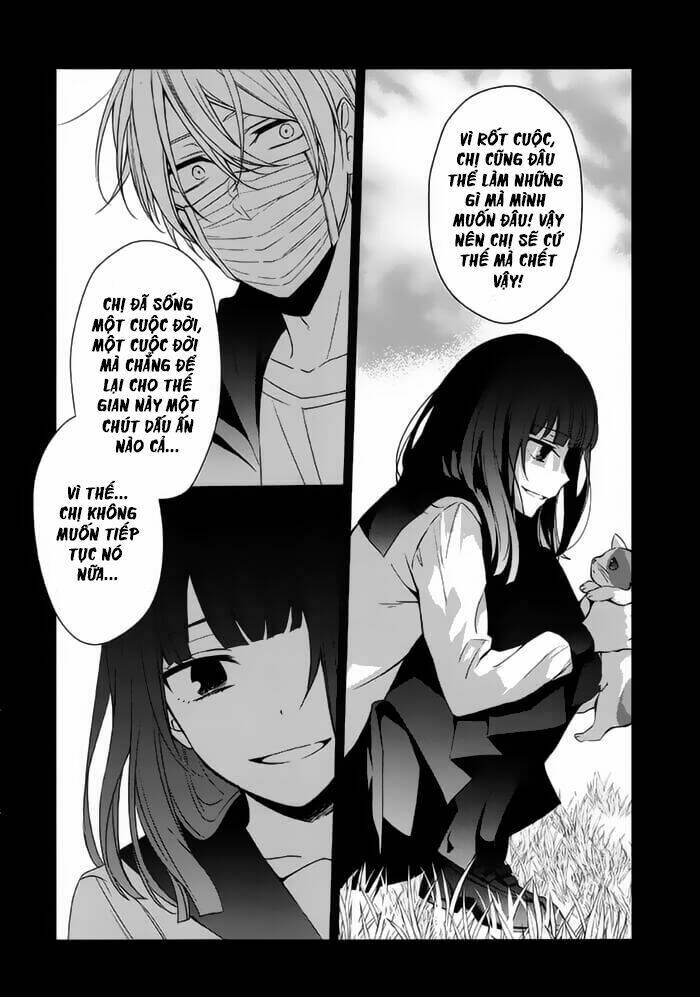 VÌ RỐT CUỘC,
CHỊ CŨNG ĐÂU
THỂ LÀM NHỮNG
GÌ MÀ MÌNH
MUỐN ĐÂU! VẬY
NÊN CHỊ SẼ CỨ
THẾ MÀ CHẾT
VẬY!
CHỊ ĐÃ SỐNG
MỘT CUỘC ĐỜI,
MỘT CUỘC ĐỜI
MÀ CHẲNG ĐỂ
LẠI CHO THẾ
GIAN NÀY MỘT
CHÚT DẤU ẤN
NÀO CẢ...
VÌ THẾ...
CHỊ KHÔNG
MUỐN TIẾP
TỤC NÓ
NỮA...